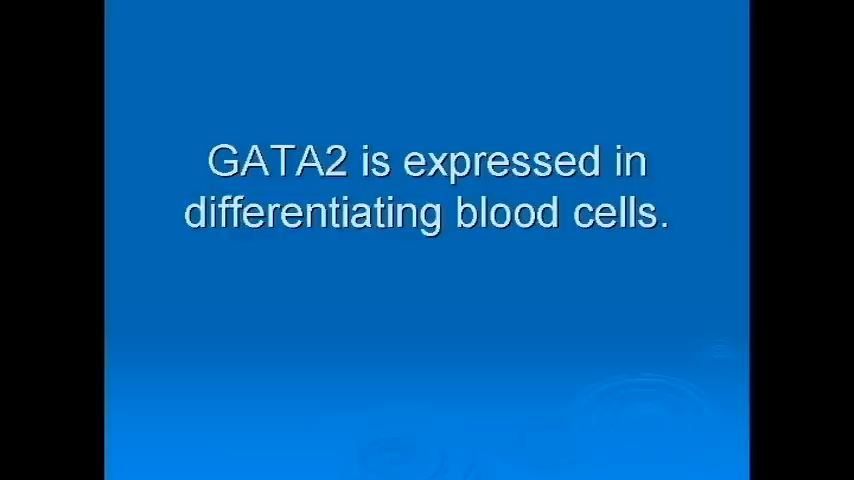 GATA2 is expressed in
differentiating blood cells.